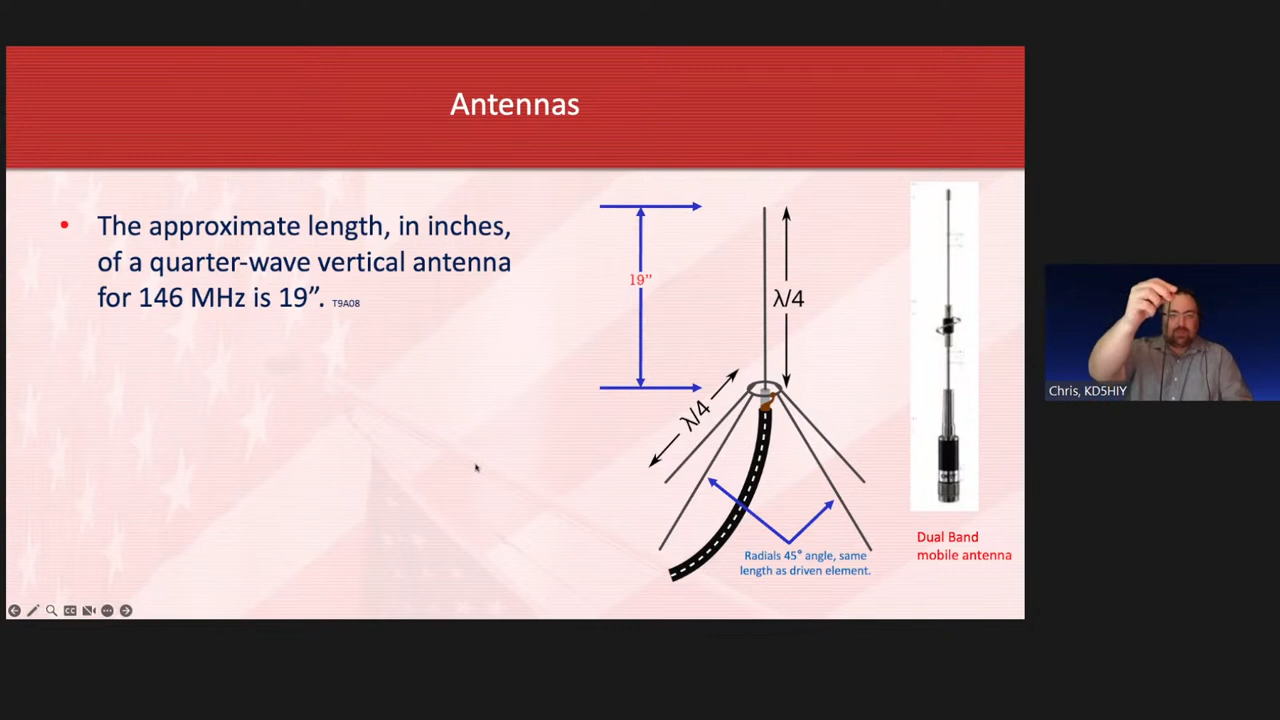 Antennas
• The approximate length, in inches,
of a quarter-wave vertical antenna
for 146 MHz is 19”. T9A08
19”
λ/4
λ/4
Radials 45° angle, same
length as driven element.
Dual Band
mobile antenna
Chris, KD5HIY
CC